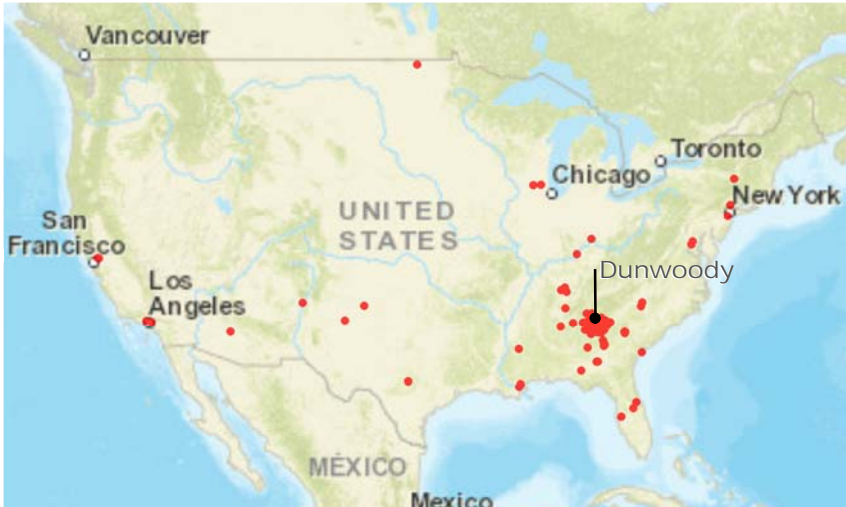 Vancouver
Toronto
Chicago
New York
UNITED
STATES
San
Francisco
Los
Angeles
Dunwoody
MÉXICO
Mexico